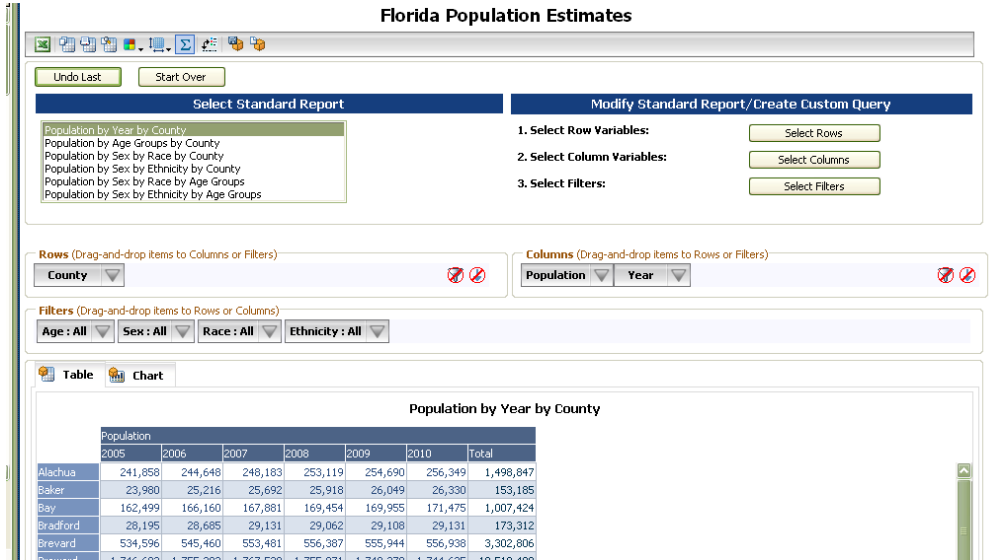 Florida Population Estimates
Undo Last Start Over
Select Standard Report
Population by Year by County
Population by Age Groups by County
Population by Sex by Race by County
Population by Sex by Ethnicity by County
Population by Sex by Race by Age Groups
Population by Sex by Ethnicity by Age Groups
Modify Standard Report/Create Custom Query
1. Select Row Variables: Select Rows
2. Select Column Variables: Select Columns
3. Select Filters: Select Filters
Rows (Drag-and-drop items to Columns or Filters)
County
Columns (Drag-and-drop items to Rows or Filters)
Population Year
Filters (Drag-and-drop items to Rows or Columns)
Age : All Sex : All Race : All Ethnicity : All
Table Chart
Population by Year by County
Population
2005 2006 2007 2008 2009 2010 Total
Alachua 241,858 244,648 248,183 253,119 254,690 256,349 1,498,847
Baker 23,980 25,216 25,692 25,918 26,049 26,330 153,185
Bay 162,499 166,160 167,881 169,454 169,955 171,475 1,007,424
Bradford 28,195 28,685 29,131 29,062 29,108 29,131 173,312
Brevard 534,596 545,460 553,481 556,387 555,944 556,938 3,302,806